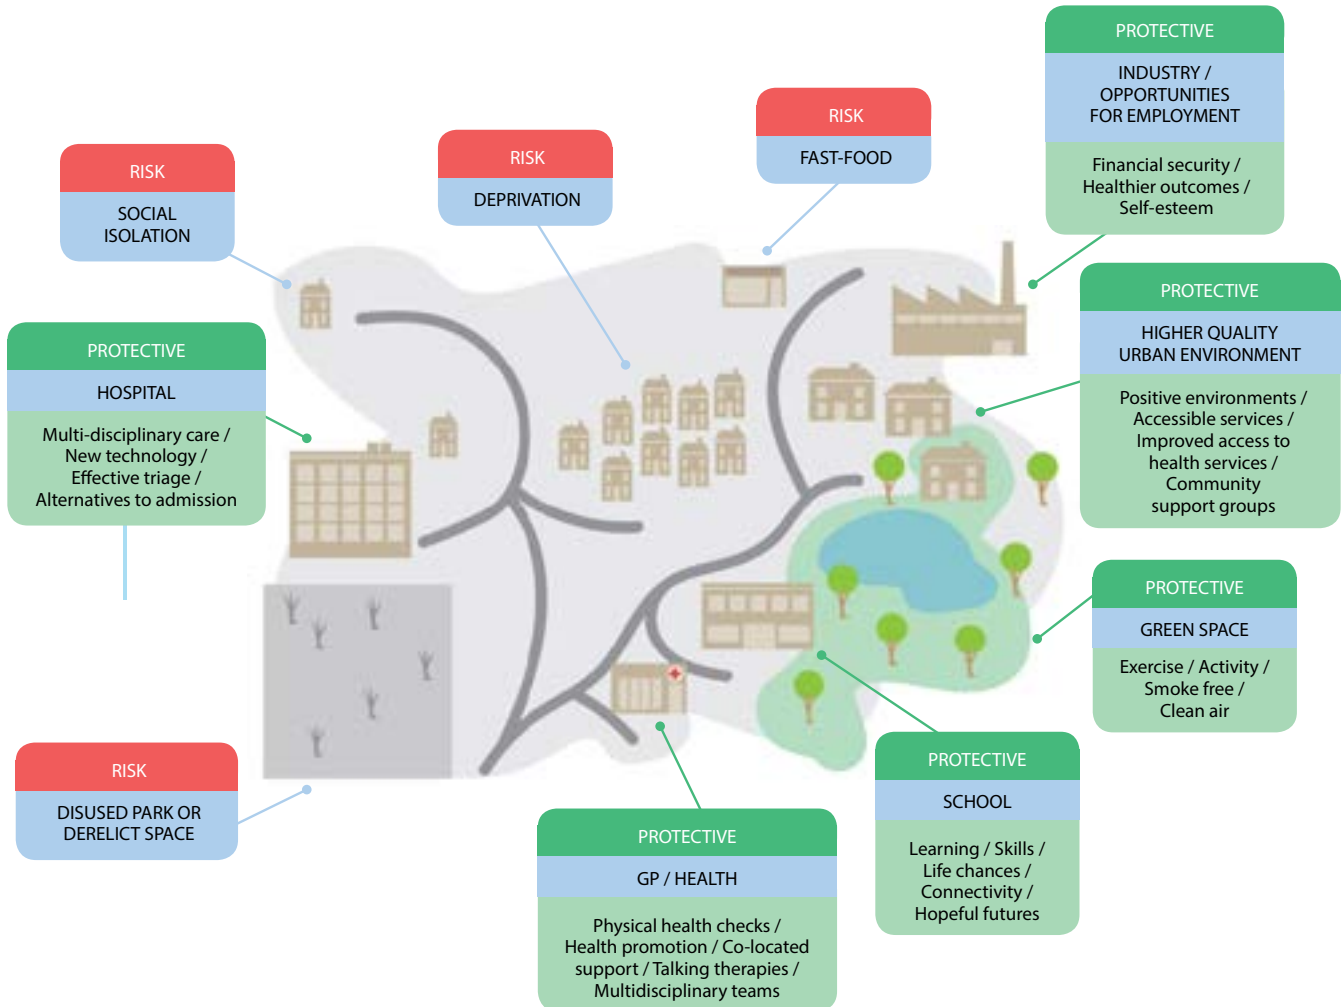 PROTECTIVE
INDUSTRY /
OPPORTUNITIES
FOR EMPLOYMENT
Financial security /
Healthier outcomes /
Self-esteem
RISK
FAST-FOOD
RISK
DEPRIVATION
RISK
SOCIAL
ISOLATION
PROTECTIVE
HIGHER QUALITY
URBAN ENVIRONMENT
Positive environments /
Accessible services /
Improved access to
health services /
Community
support groups
PROTECTIVE
HOSPITAL
Multi-disciplinary care /
New technology /
Effective triage /
Alternatives to admission
PROTECTIVE
GREEN SPACE
Exercise / Activity /
Smoke free /
Clean air
RISK
DISUSED PARK OR
DERELICT SPACE
PROTECTIVE
SCHOOL
Learning / Skills /
Life chances /
Connectivity /
Hopeful futures
PROTECTIVE
GP / HEALTH
Physical health checks /
Health promotion / Co-located
support / Talking therapies /
Multidisciplinary teams